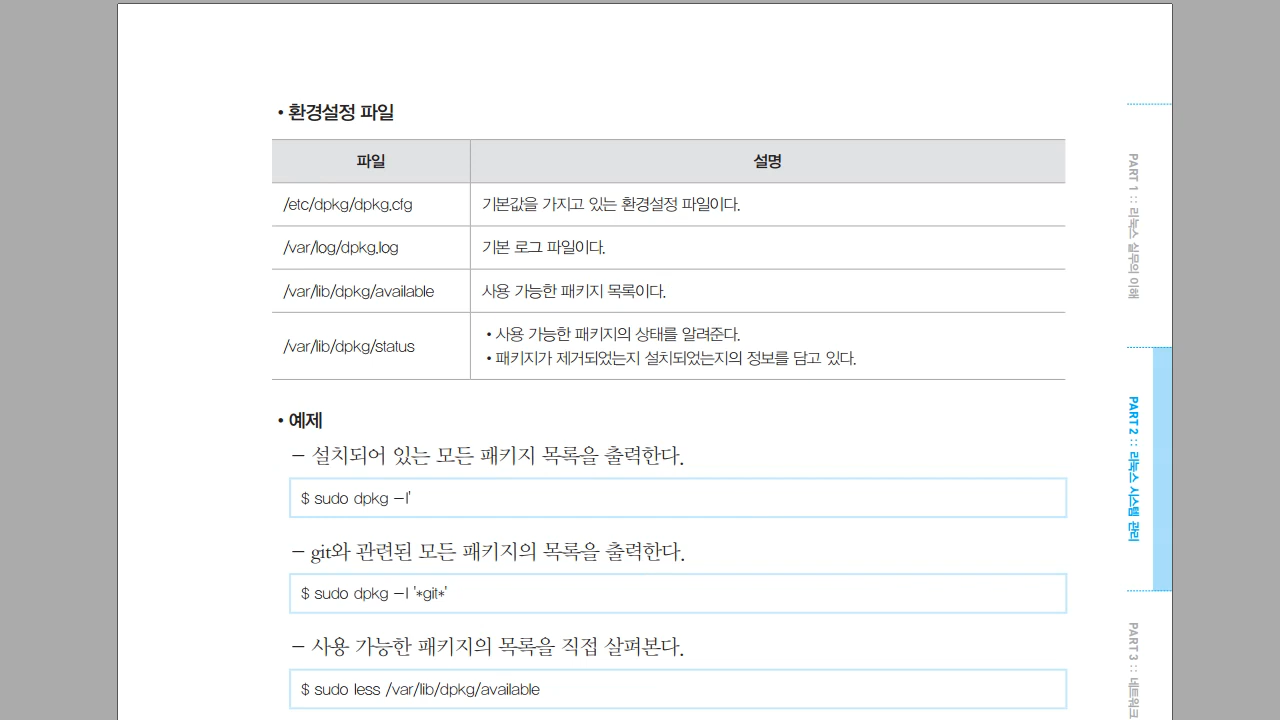 • 환경설정 파일
파일 설명
/etc/dpkg/dpkg.cfg 기본값을 가지고 있는 환경설정 파일이다.
/var/log/dpkg.log 기본 로그 파일이다.
/var/lib/dpkg/available 사용 가능한 패키지 목록이다.
/var/lib/dpkg/status
• 사용 가능한 패키지의 상태를 알려준다.
• 패키지가 제거되었는지 설치되었는지의 정보를 담고 있다.
• 예제
– 설치되어 있는 모든 패키지 목록을 출력한다.
$ sudo dpkg –l'
– git와 관련된 모든 패키지의 목록을 출력한다.
$ sudo dpkg –l '*git*'
– 사용 가능한 패키지의 목록을 직접 살펴본다.
$ sudo less /var/lib/dpkg/available
PART 1 :: 리눅스 실무의 이해
PART 2 :: 리눅스 시스템 관리
PART 3 :: 네트워크